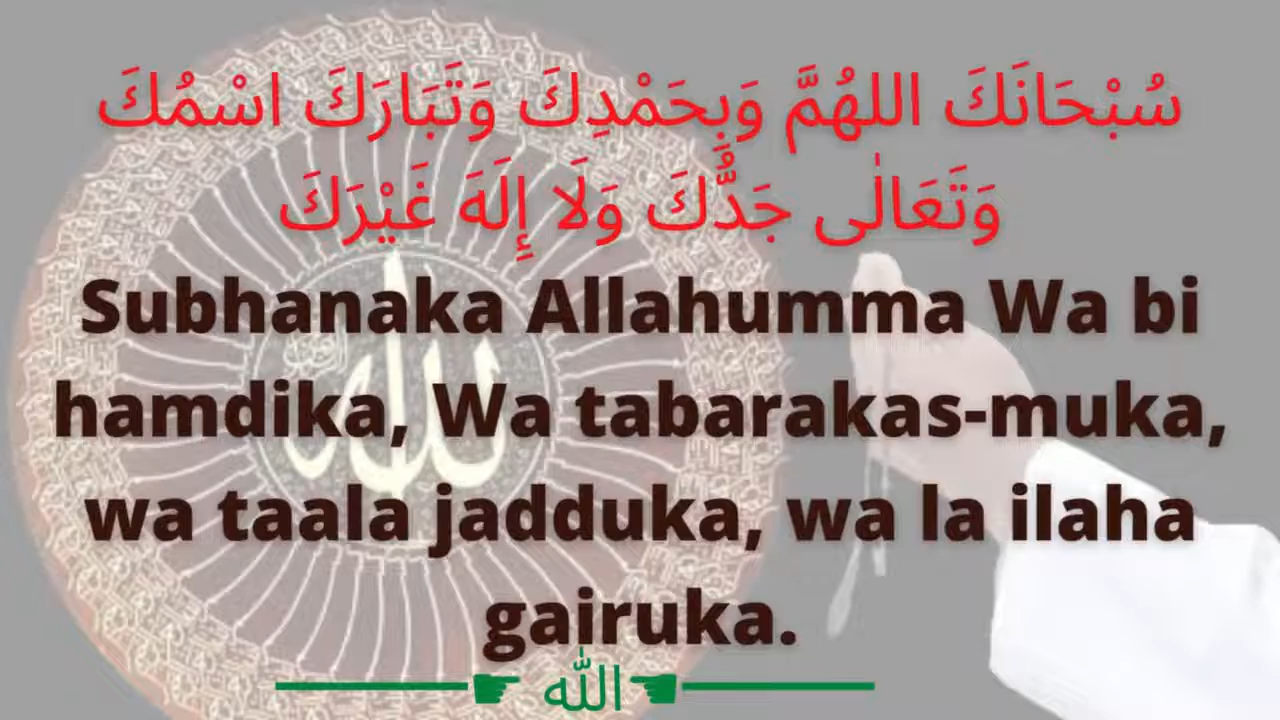 سُبْحَانَكَ اللهُمَّ وَبِحَمْدِكَ وَتَبَارَكَ اسْمُكَ
وَتَعَالٰى جَدُّكَ وَلَا إِلَهَ غَيْرَكَ
Subhanaka Allahumma Wa bi
hamdika, Wa tabarakas-muka,
wa taala jadduka, wa la ilaha
gairuka.
☛ الله ☚